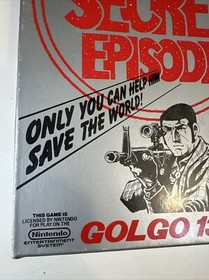 SECRE
EPISODE
ONLY YOU CAN HELP HIM
SAVE THE WORLD!
THIS GAME IS
LICENSED BY NINTENDO
FOR PLAY ON THE
Nintendo
ENTERTAINMENT
SYSTEM
GOLGO 13